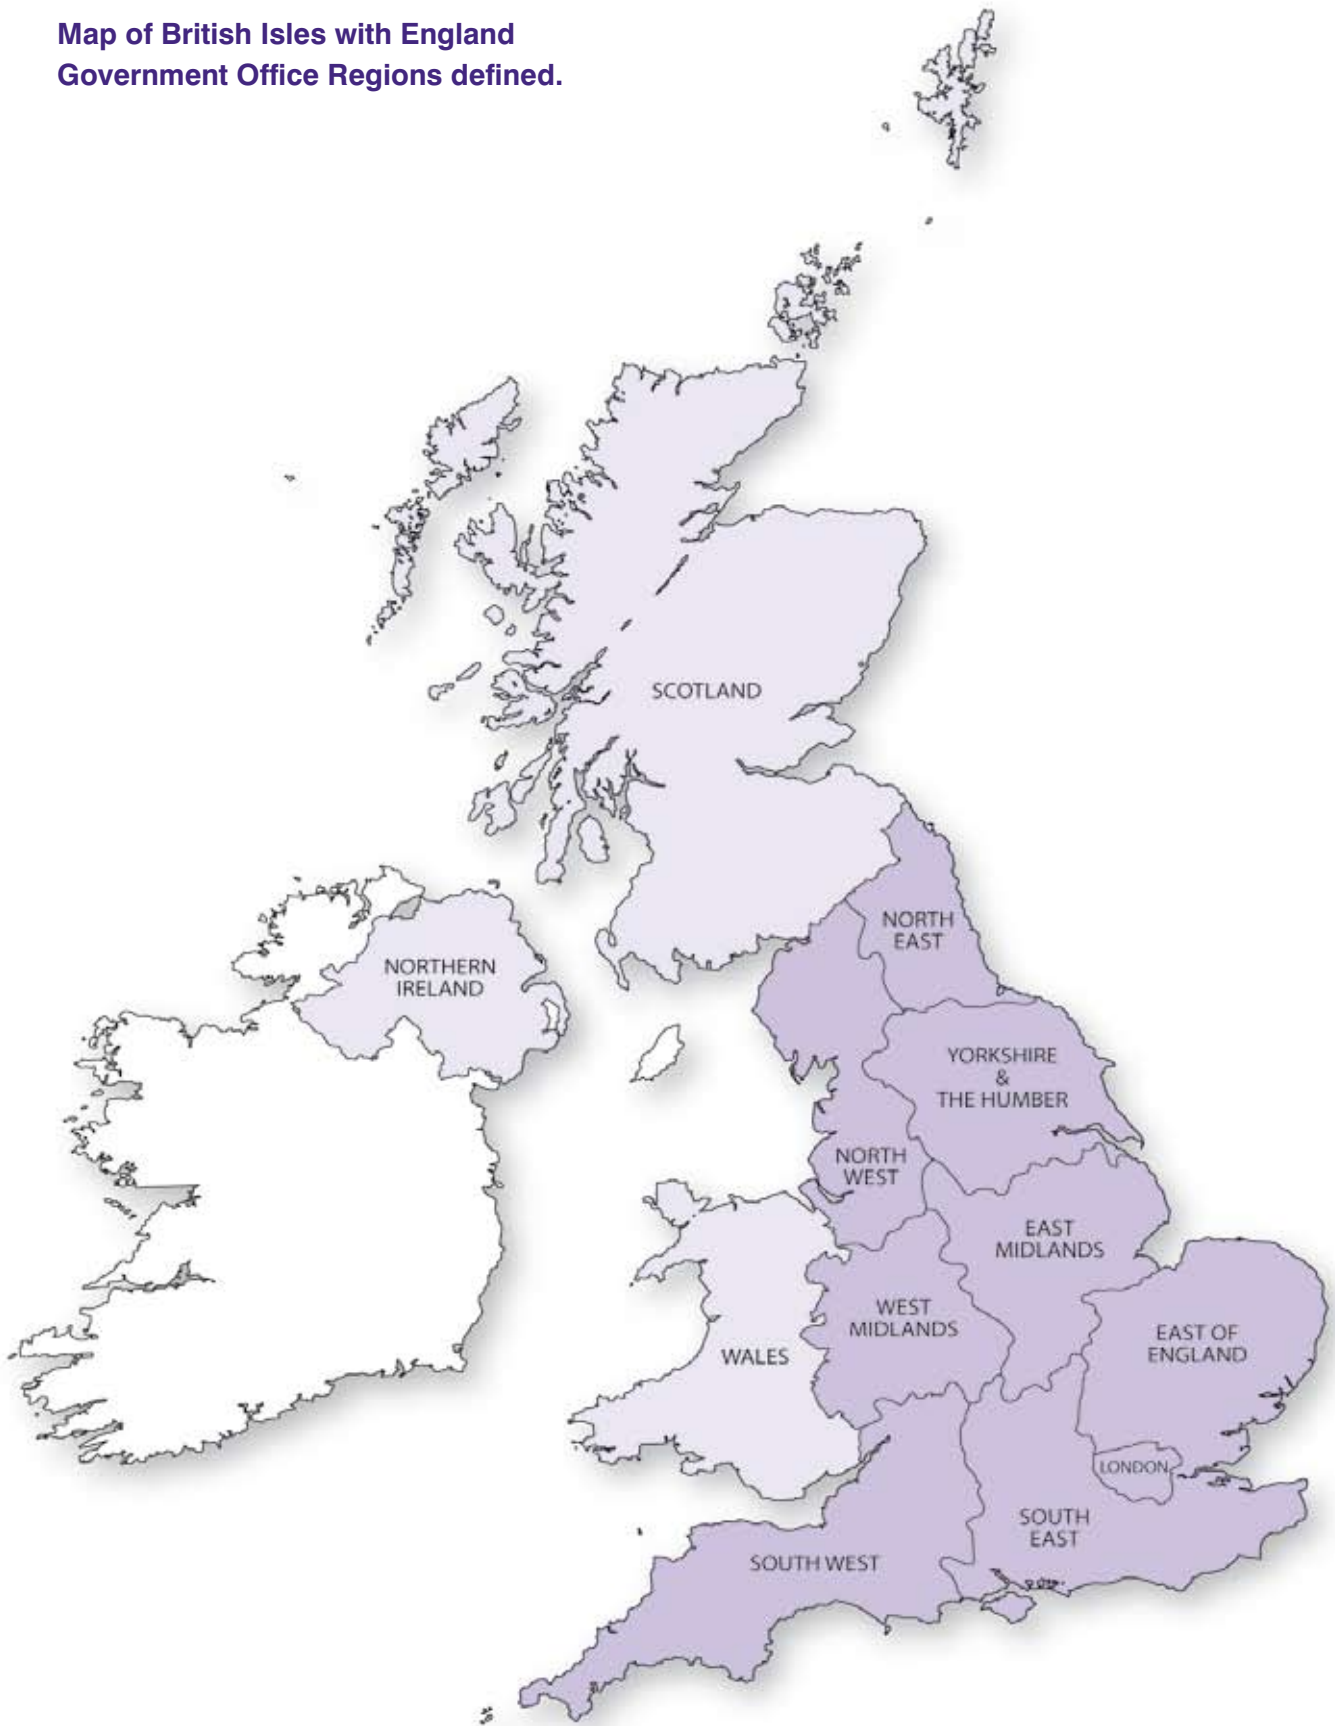 Map of British Isles with England
Government Office Regions defined.
SCOTLAND
NORTH
EAST
NORTHERN
IRELAND
YORKSHIRE
&
THE HUMBER
NORTH
WEST
EAST
MIDLANDS
WEST
MIDLANDS
EAST OF
ENGLAND
WALES
LONDON
SOUTH
EAST
SOUTH WEST